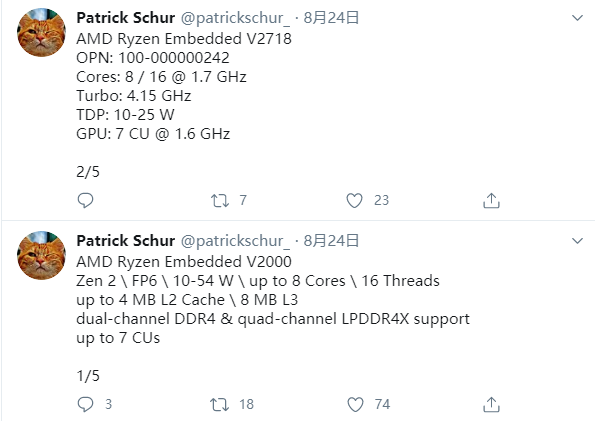 Patrick Schur @patrickschur_ · 8月24日
AMD Ryzen Embedded V2718
OPN: 100-000000242
Cores: 8 / 16 @ 1.7 GHz
Turbo: 4.15 GHz
TDP: 10-25 W
GPU: 7 CU @ 1.6 GHz
2/5
7 23
Patrick Schur @patrickschur_ · 8月24日
AMD Ryzen Embedded V2000
Zen 2 \ FP6 \ 10-54 W \ up to 8 Cores \ 16 Threads
up to 4 MB L2 Cache \ 8 MB L3
dual-channel DDR4 & quad-channel LPDDR4X support
up to 7 CUs
1/5
3 18 74